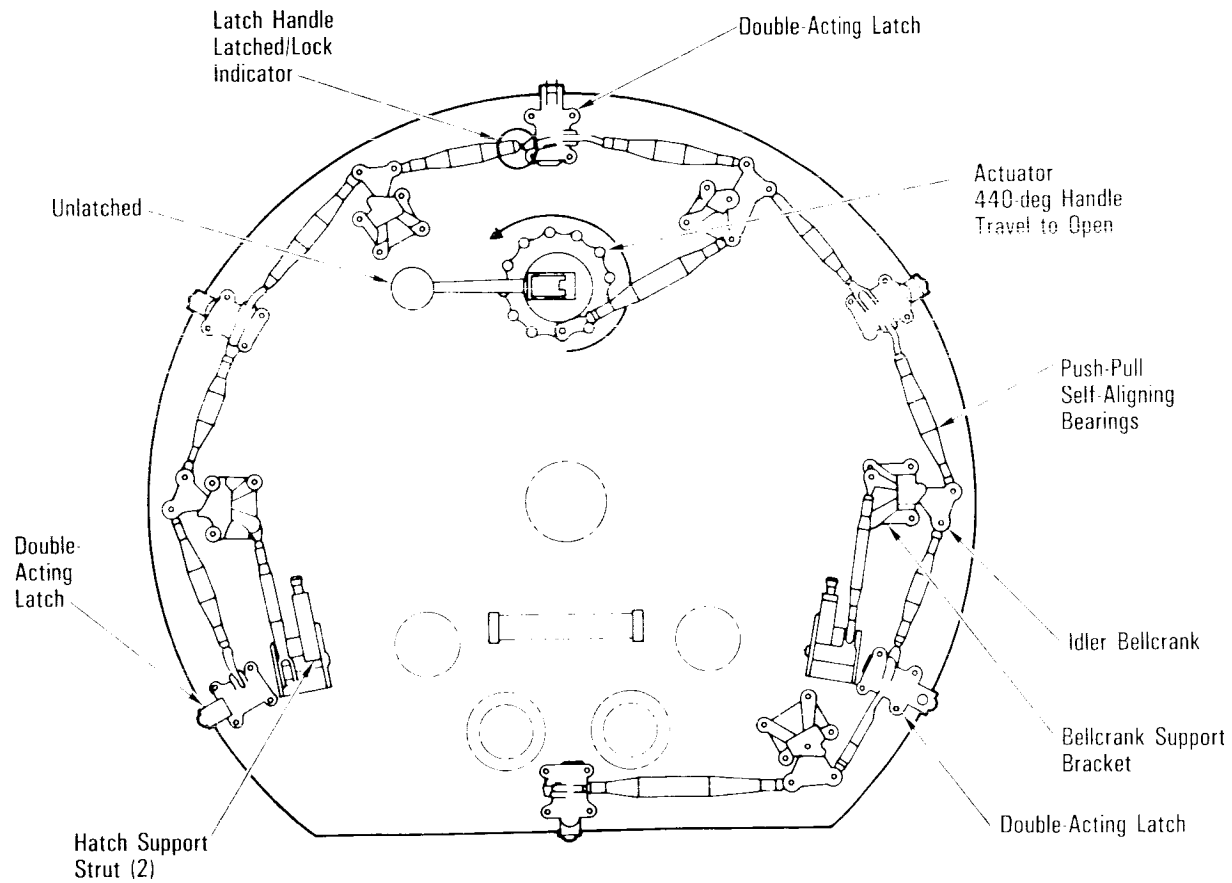 Latch Handle
Latched/Lock
Indicator
Double-Acting Latch
Actuator
440-deg Handle
Travel to Open
Unlatched
Push-Pull
Self-Aligning
Bearings
Double-
Acting
Latch
Idler Bellcrank
Bellcrank Support
Bracket
Double-Acting Latch
Hatch Support
Strut (2)